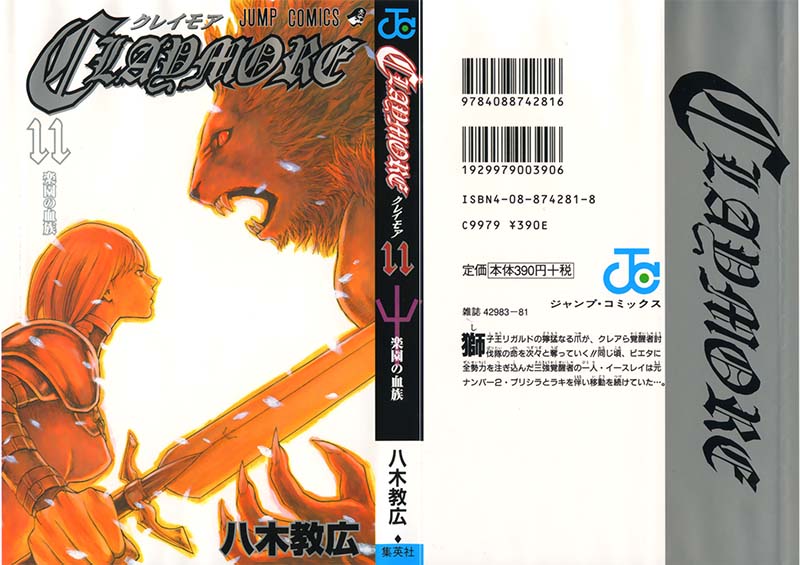 クレイモア
JUMP COMICS
CLAYMORE
11
楽園の血族
八木教広
JC
CLAYMORE
クレイモア
11
楽園の血族
八木教広
集英社
9784088742816
1929979003906
ISBN4-08-874281-8
C9979 ¥390E
定価 本体390円+税
JC
ジャンプ・コミックス
雑誌 42983-81
獅子王リガルドの獰猛なる爪が、クレアら覚醒者討
伐隊の命を次々と奪っていく!!同じ頃、ピエタに
全勢力を注ぎ込んだ三強覚醒者の一人・イースレイは元
ナンバー2・プリシラとラキを伴い移動を続けていた…。
CLAYMORE